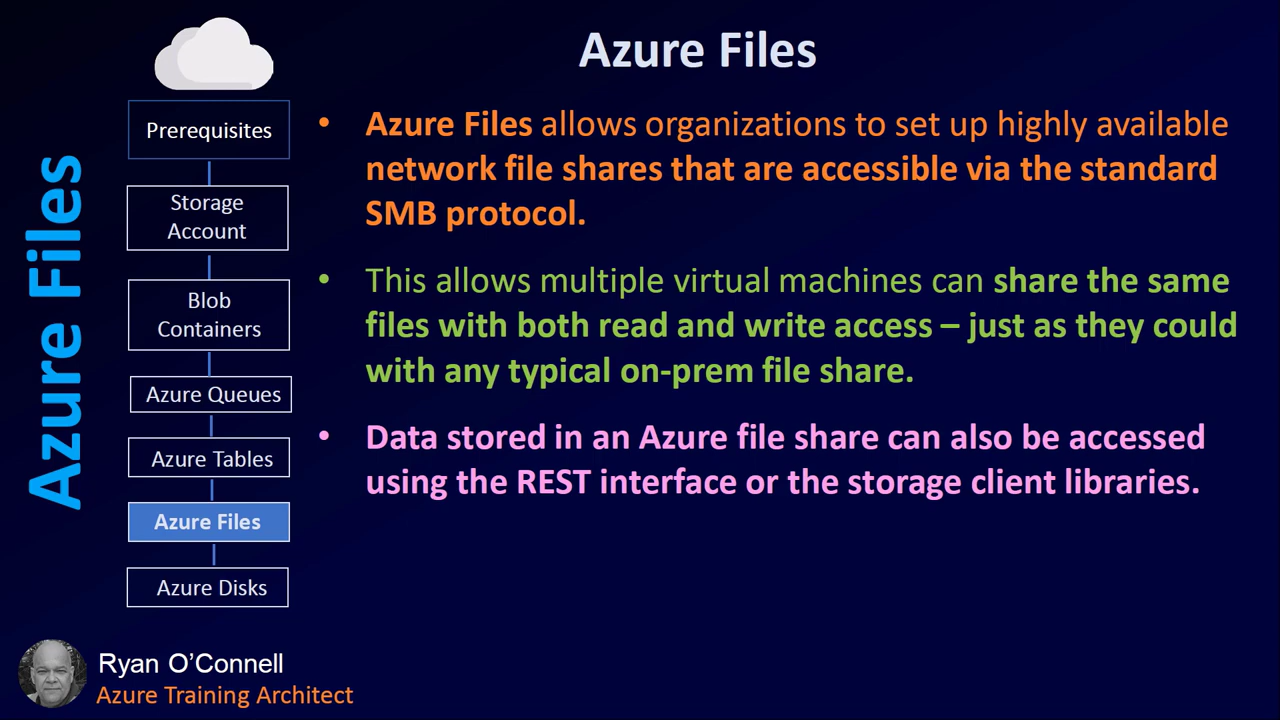 Azure Files
Azure Files
Prerequisites
Storage
Account
Blob
Containers
Azure Queues
Azure Tables
Azure Files
Azure Disks
• Azure Files allows organizations to set up highly available
network file shares that are accessible via the standard
SMB protocol.
• This allows multiple virtual machines can share the same
files with both read and write access – just as they could
with any typical on-prem file share.
• Data stored in an Azure file share can also be accessed
using the REST interface or the storage client libraries.
Ryan O’Connell
Azure Training Architect